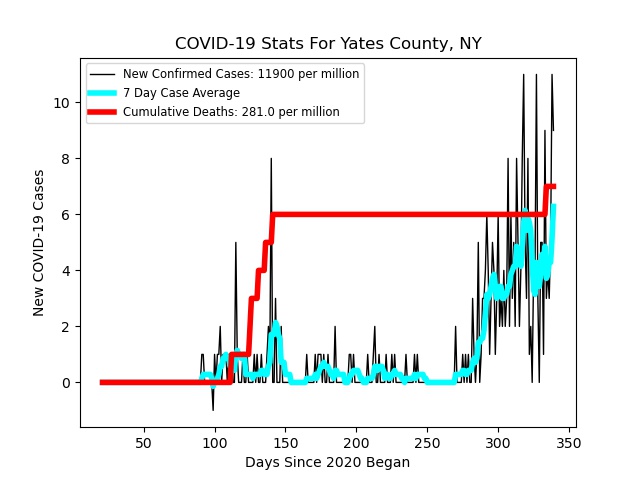 COVID-19 Stats For Yates County, NY
New Confirmed Cases: 11900 per million
7 Day Case Average
Cumulative Deaths: 281.0 per million
New COVID-19 Cases
10
8
6
4
2
0
50
100
150
200
250
300
350
Days Since 2020 Began